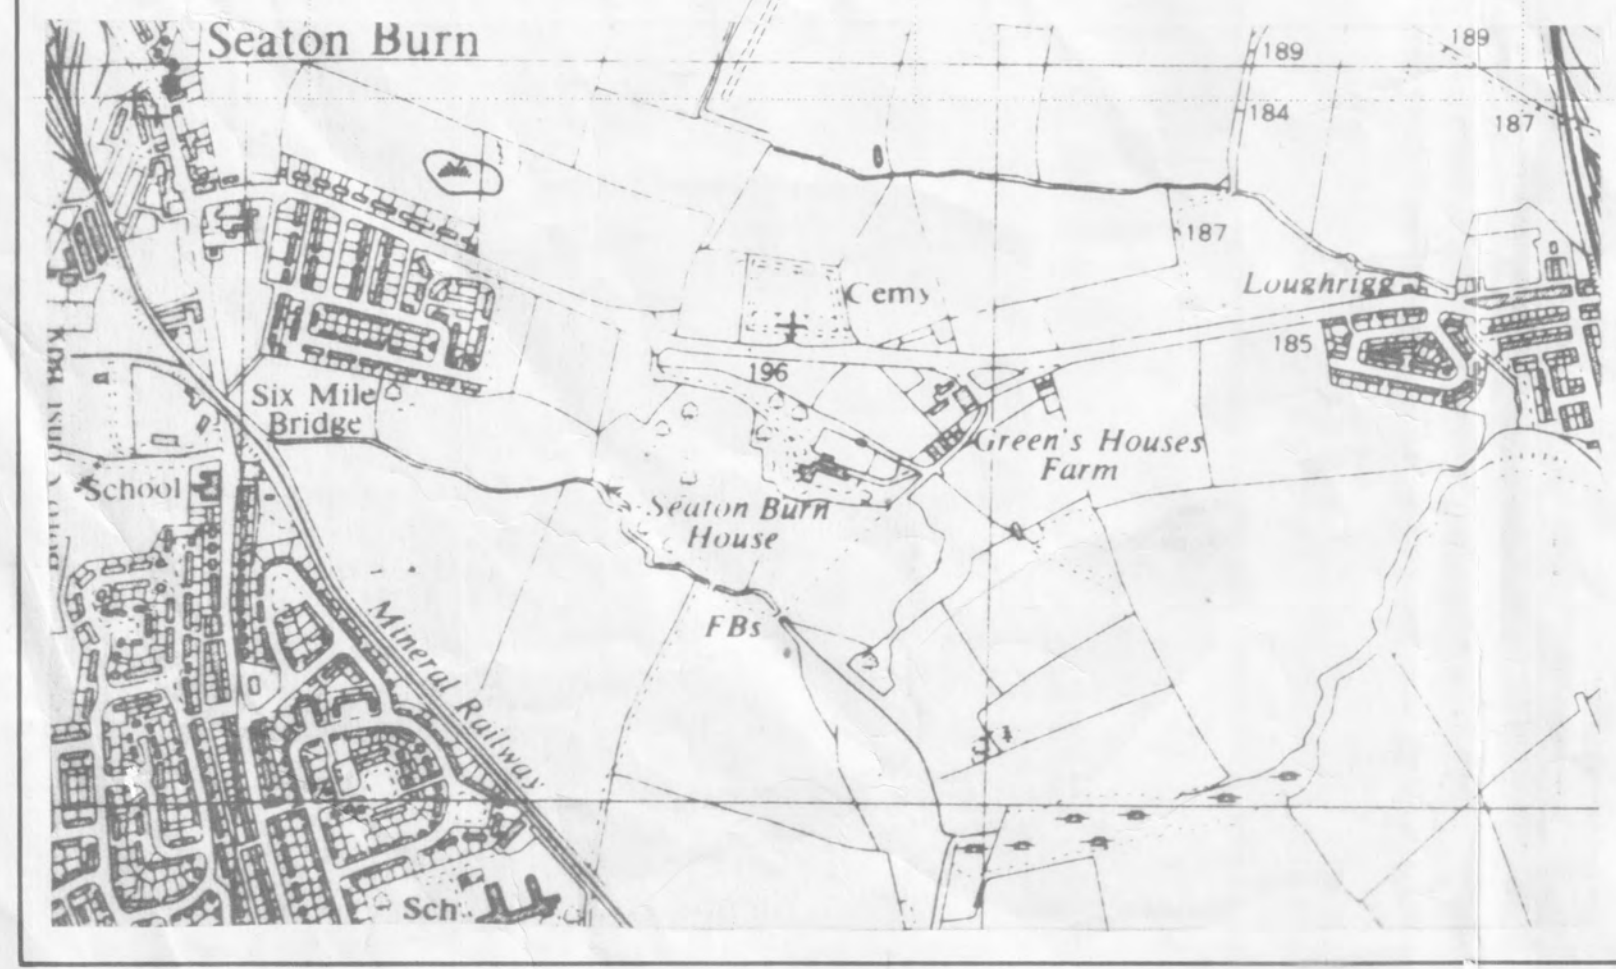 Seaton Burn
189
189
184
187
187
Cemy
Loughrigg
185
196
Six Mile
Bridge
Green's Houses
Farm
School
Seaton Burn
House
FBs
Mineral Railway
Sch